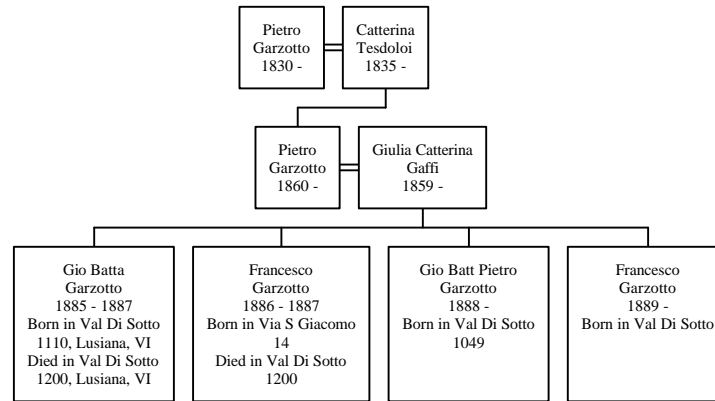 Pietro
Garzotto
1830 -
Catterina
Tesdoloi
1835 -
Pietro
Garzotto
1860 -
Giulia Catterina
Gaffi
1859 -
Gio Batta
Garzotto
1885 - 1887
Born in Val Di Sotto
1110, Lusiana, VI
Died in Val Di Sotto
1200, Lusiana, VI
Francesco
Garzotto
1886 - 1887
Born in Via S Giacomo
14
Died in Val Di Sotto
1200
Gio Batt Pietro
Garzotto
1888 -
Born in Val Di Sotto
1049
Francesco
Garzotto
1889 -
Born in Val Di Sotto